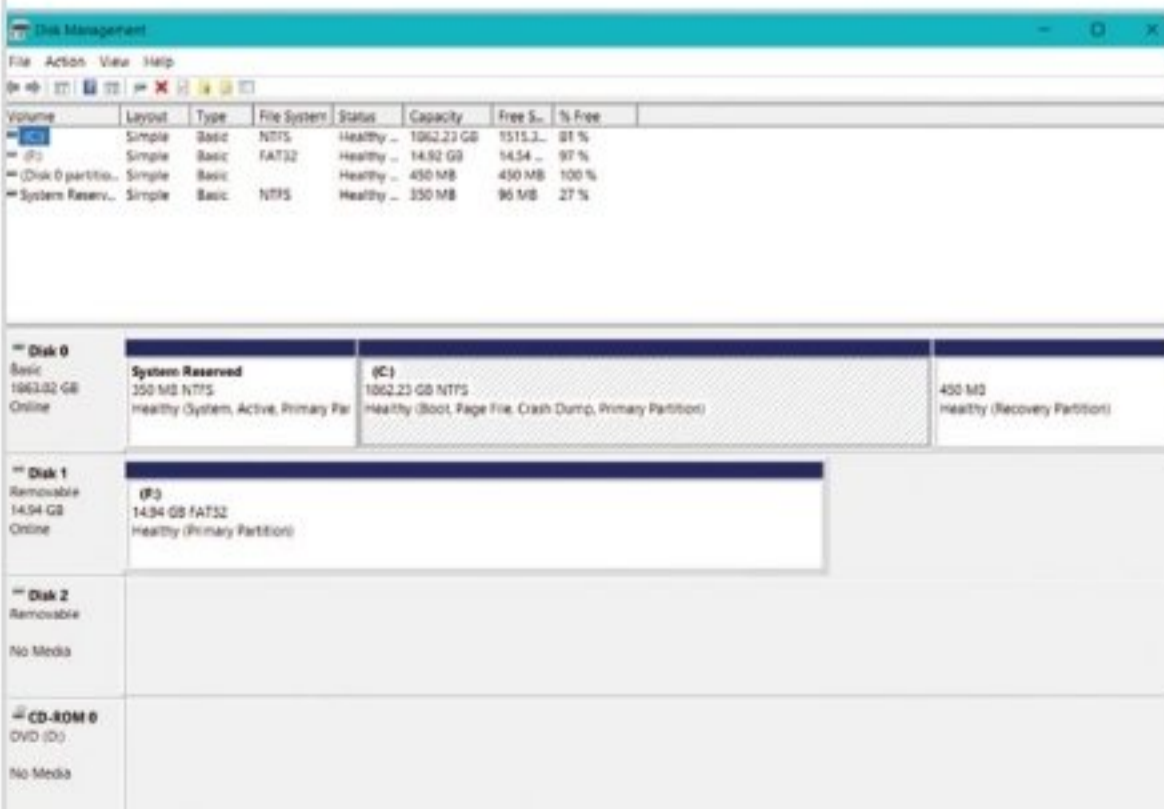 Disk Management
File Action View Help
Volume Layout Type File System Status Capacity Free S... % Free
(C:) Simple Basic NTFS Healthy ... 1862.23 GB 1515.3... 81 %
(F:) Simple Basic FAT32 Healthy ... 14.92 GB 14.54 ... 97 %
(Disk 0 partitio... Simple Basic Healthy ... 450 MB 450 MB 100 %
System Reserv... Simple Basic NTFS Healthy ... 350 MB 96 MB 27 %
Disk 0
Basic
1863.02 GB
Online
System Reserved
350 MB NTFS
Healthy (System, Active, Primary Par
(C:)
1862.23 GB NTFS
Healthy (Boot, Page File, Crash Dump, Primary Partition)
450 MB
Healthy (Recovery Partition)
Disk 1
Removable
14.94 GB
Online
(F:)
14.94 GB FAT32
Healthy (Primary Partition)
Disk 2
Removable
No Media
CD-ROM 0
DVD (D:)
No Media